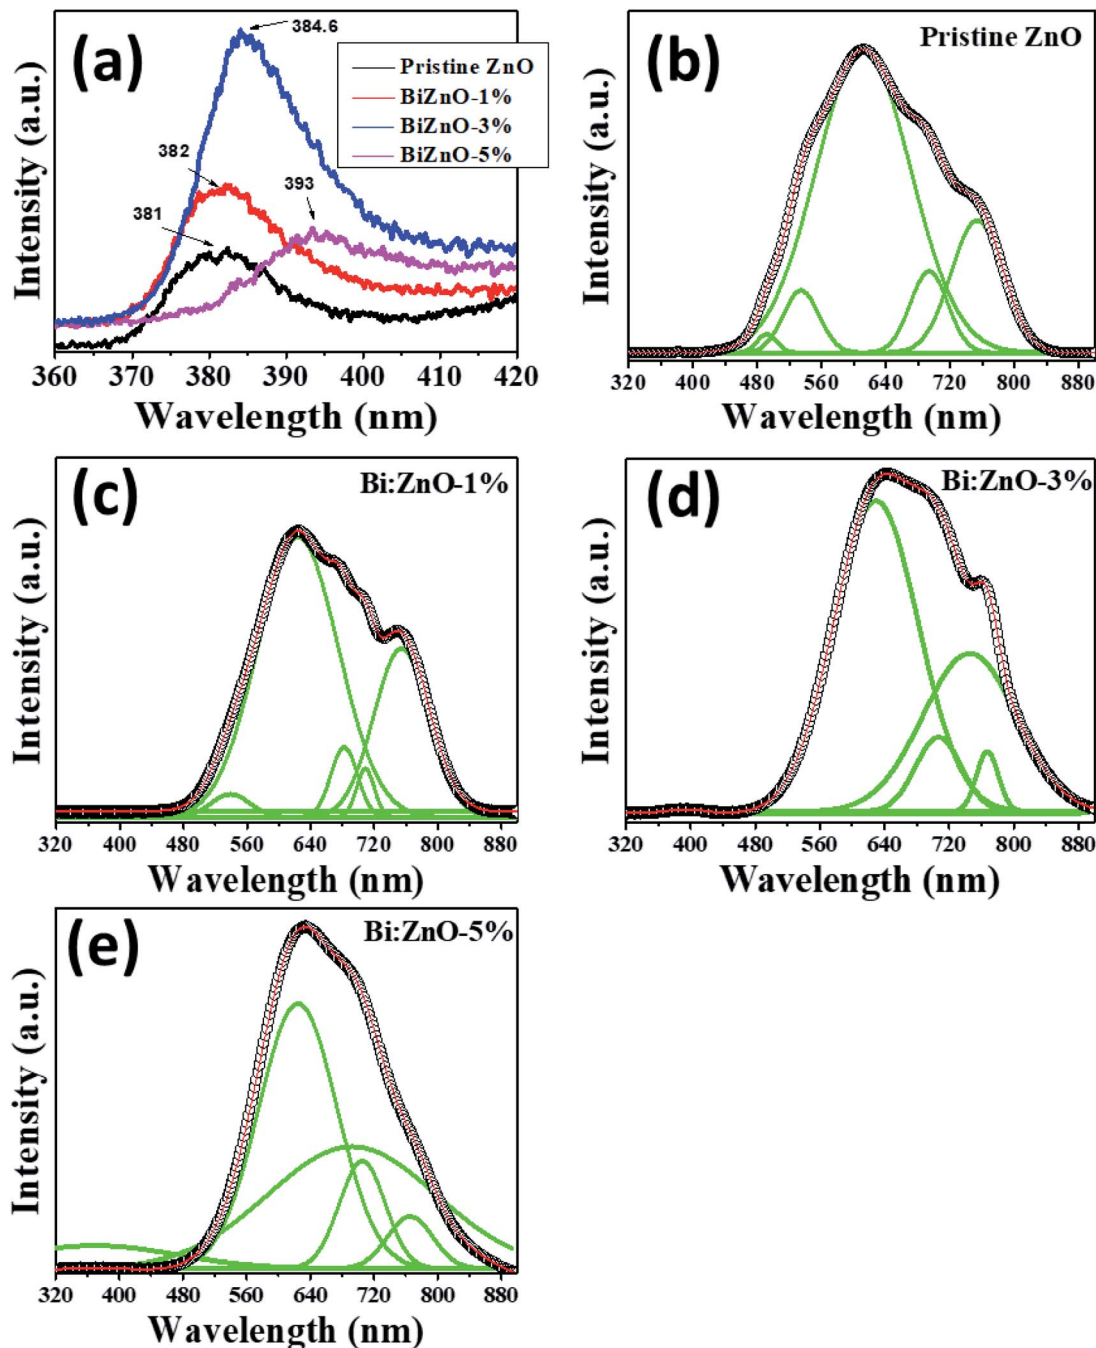 (a)
384.6
382
381
393
Pristine ZnO
BiZnO-1%
BiZnO-3%
BiZnO-5%
Intensity (a.u.)
360 370 380 390 400 410 420
Wavelength (nm)
(b)
Pristine ZnO
Intensity (a.u.)
320 400 480 560 640 720 800 880
Wavelength (nm)
(c)
Bi:ZnO-1%
Intensity (a.u.)
320 400 480 560 640 720 800 880
Wavelength (nm)
(d)
Bi:ZnO-3%
Intensity (a.u.)
320 400 480 560 640 720 800 880
Wavelength (nm)
(e)
Bi:ZnO-5%
Intensity (a.u.)
320 400 480 560 640 720 800 880
Wavelength (nm)